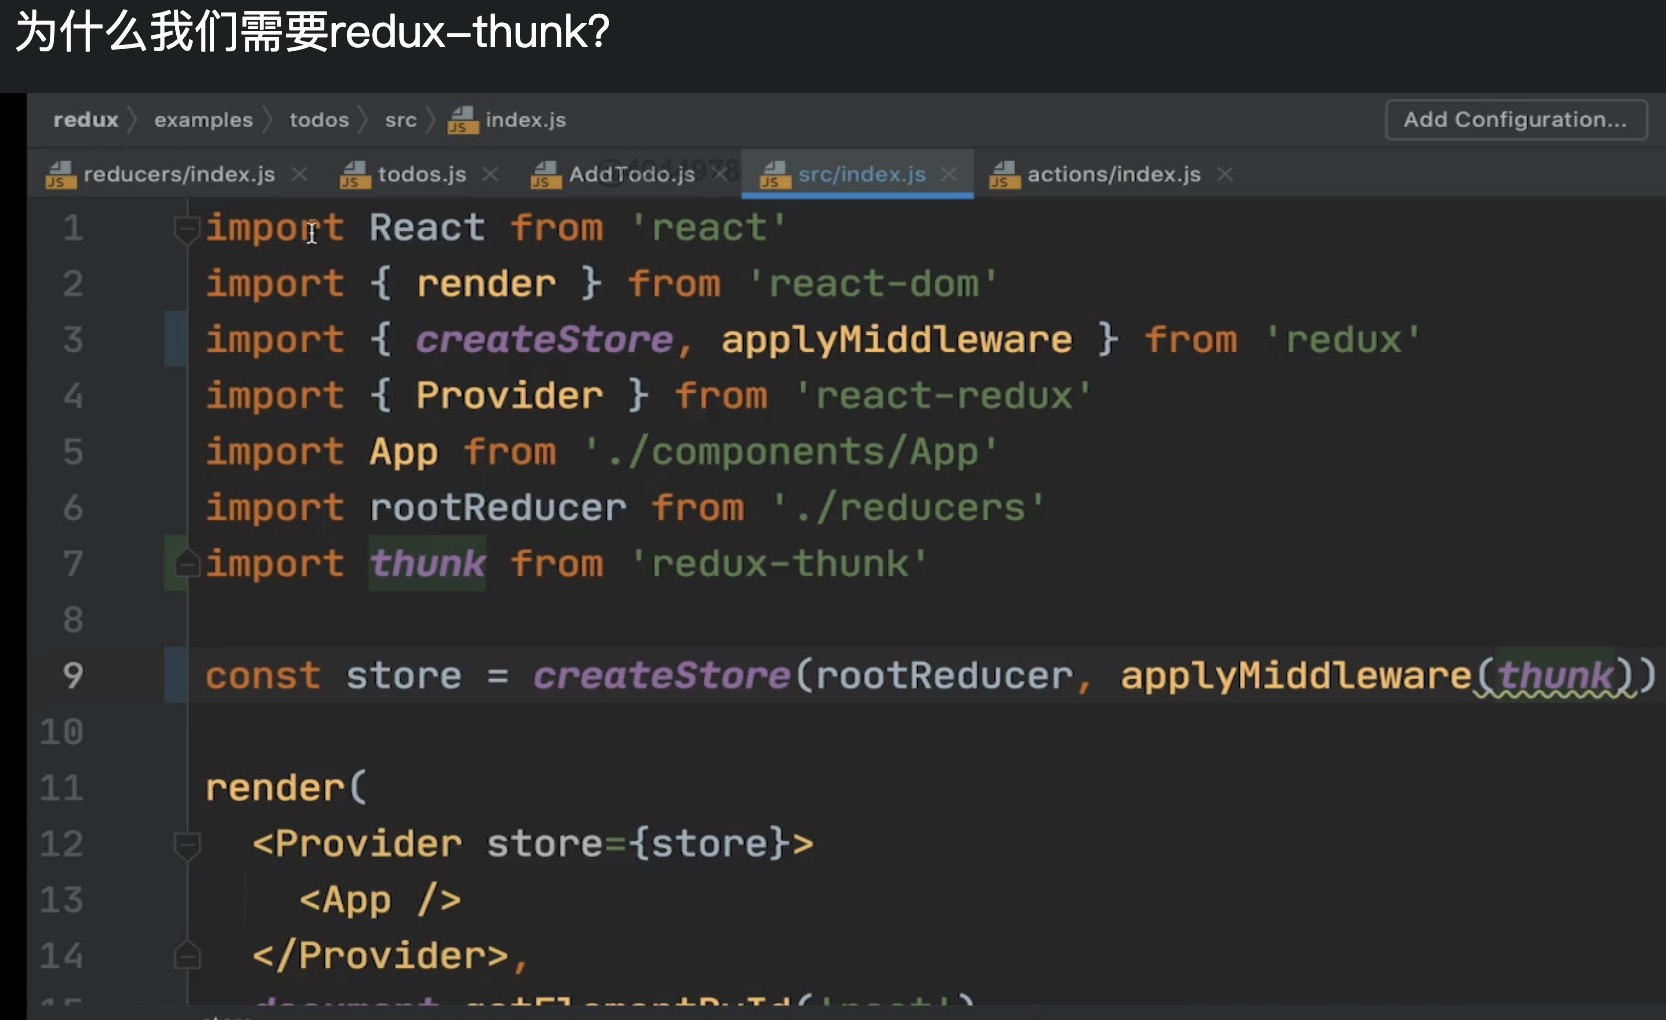 为什么我们需要redux-thunk?
redux examples todos src index.js Add Configuration...
reducers/index.js todos.js AddTodo.js src/index.js actions/index.js
1 import React from 'react'
2 import { render } from 'react-dom'
3 import { createStore, applyMiddleware } from 'redux'
4 import { Provider } from 'react-redux'
5 import App from './components/App'
6 import rootReducer from './reducers'
7 import thunk from 'redux-thunk'
8
9 const store = createStore(rootReducer, applyMiddleware(thunk))
10
11 render(
12 <Provider store={store}>
13 <App />
14 </Provider>,
15 document.getElementById('root')